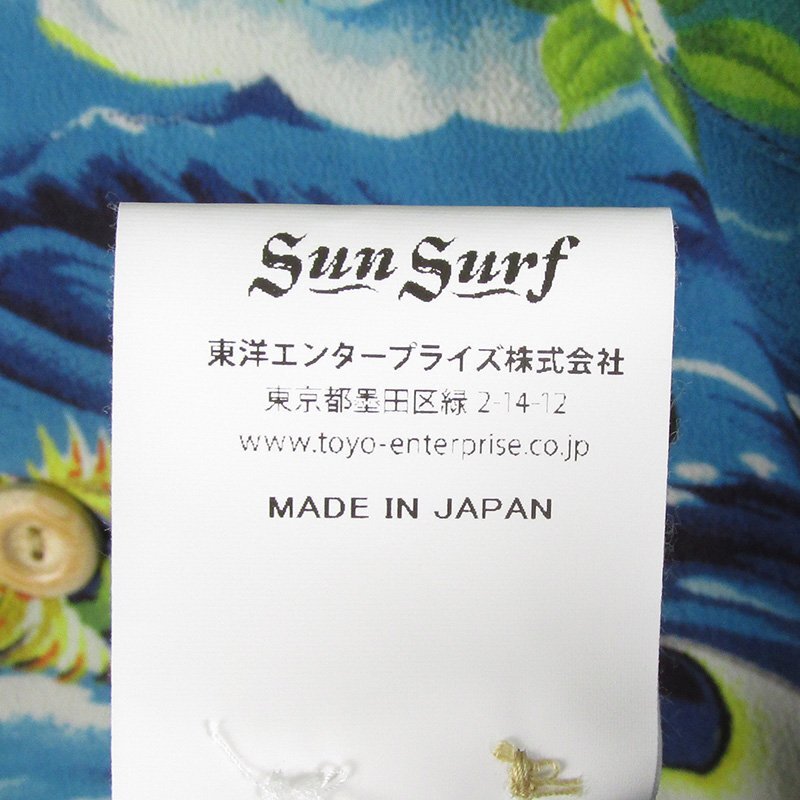 Sun Surf
東洋エンタープライズ株式会社
東京都墨田区緑 2-14-12
www.toyo-enterprise.co.jp
MADE IN JAPAN